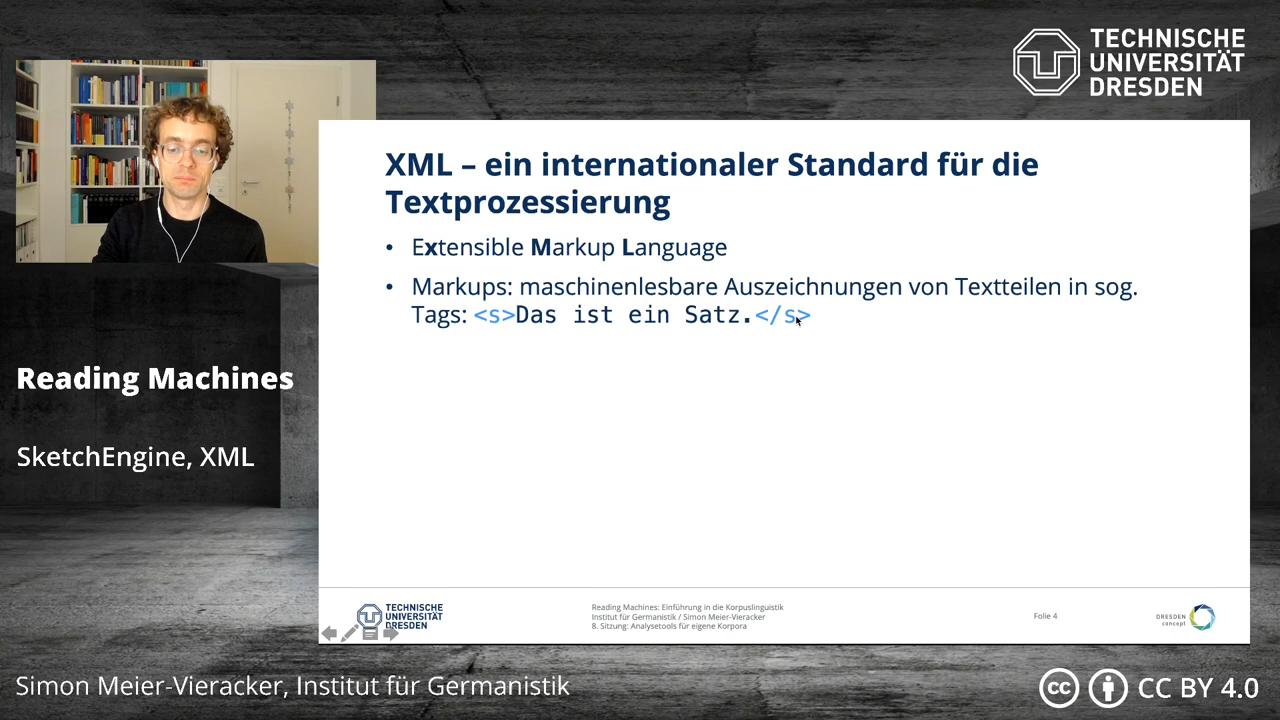 TECHNISCHE
UNIVERSITÄT
DRESDEN
XML – ein internationaler Standard für die
Textprozessierung
• Extensible Markup Language
• Markups: maschinenlesbare Auszeichnungen von Textteilen in sog.
Tags: <s>Das ist ein Satz.</s>
Reading Machines
SketchEngine, XML
TECHNISCHE
UNIVERSITÄT
DRESDEN
Reading Machines: Einführung in die Korpuslinguistik
Institut für Germanistik / Simon Meier-Vieracker
8. Sitzung: Analysetools für eigene Korpora
Folie 4
DRESDEN
concept
Simon Meier-Vieracker, Institut für Germanistik
cc CC BY 4.0